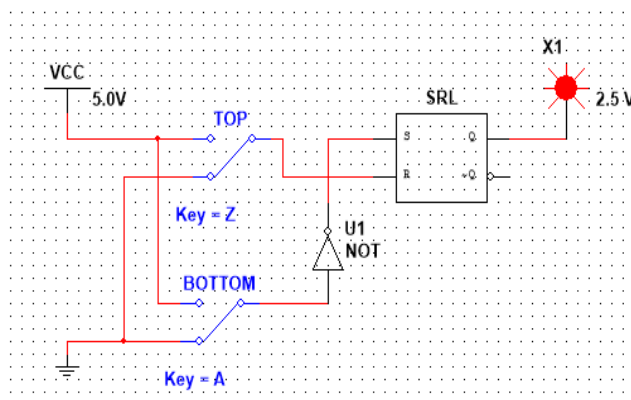 X1
VCC
5.0V
SRL
2.5 V
TOP
S
Q
R
~Q
Key = Z
U1
NOT
BOTTOM
Key = A